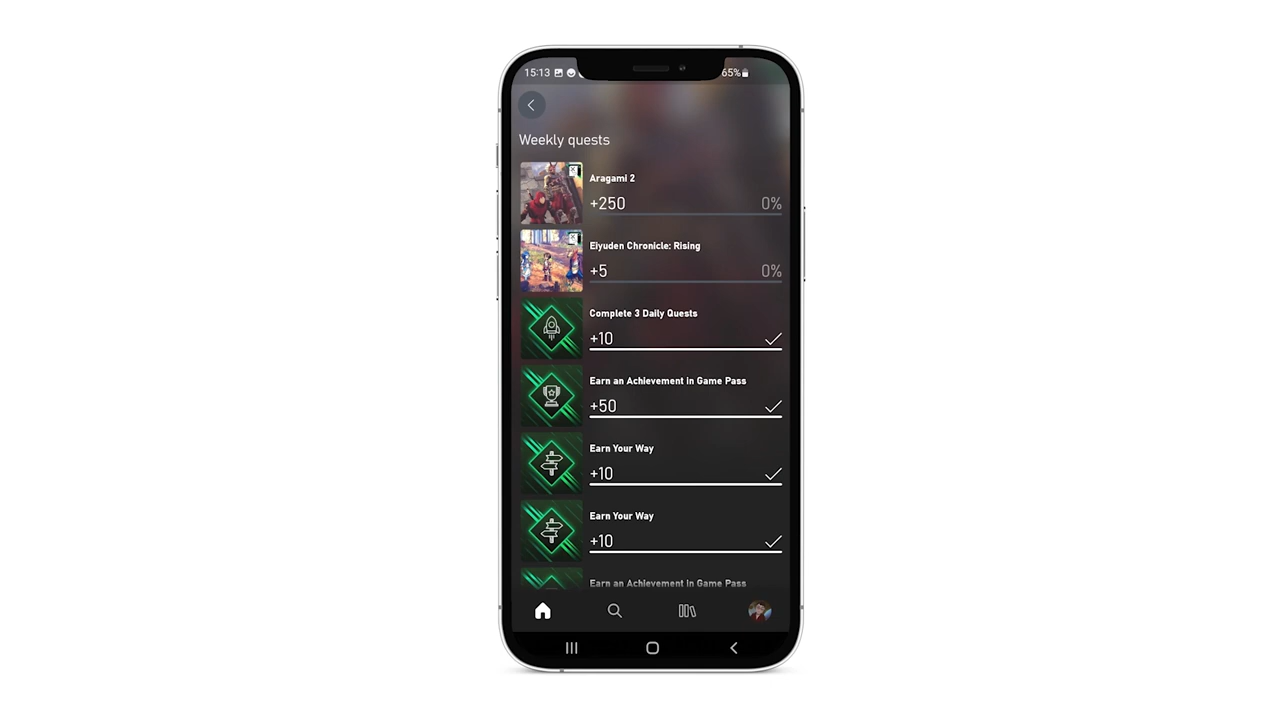 15:13
65%
Weekly quests
Aragami 2
+250 0%
Eiyuden Chronicle: Rising
+5 0%
Complete 3 Daily Quests
+10
Earn an Achievement in Game Pass
+50
Earn Your Way
+10
Earn Your Way
+10
Earn an Achievement in Game Pass